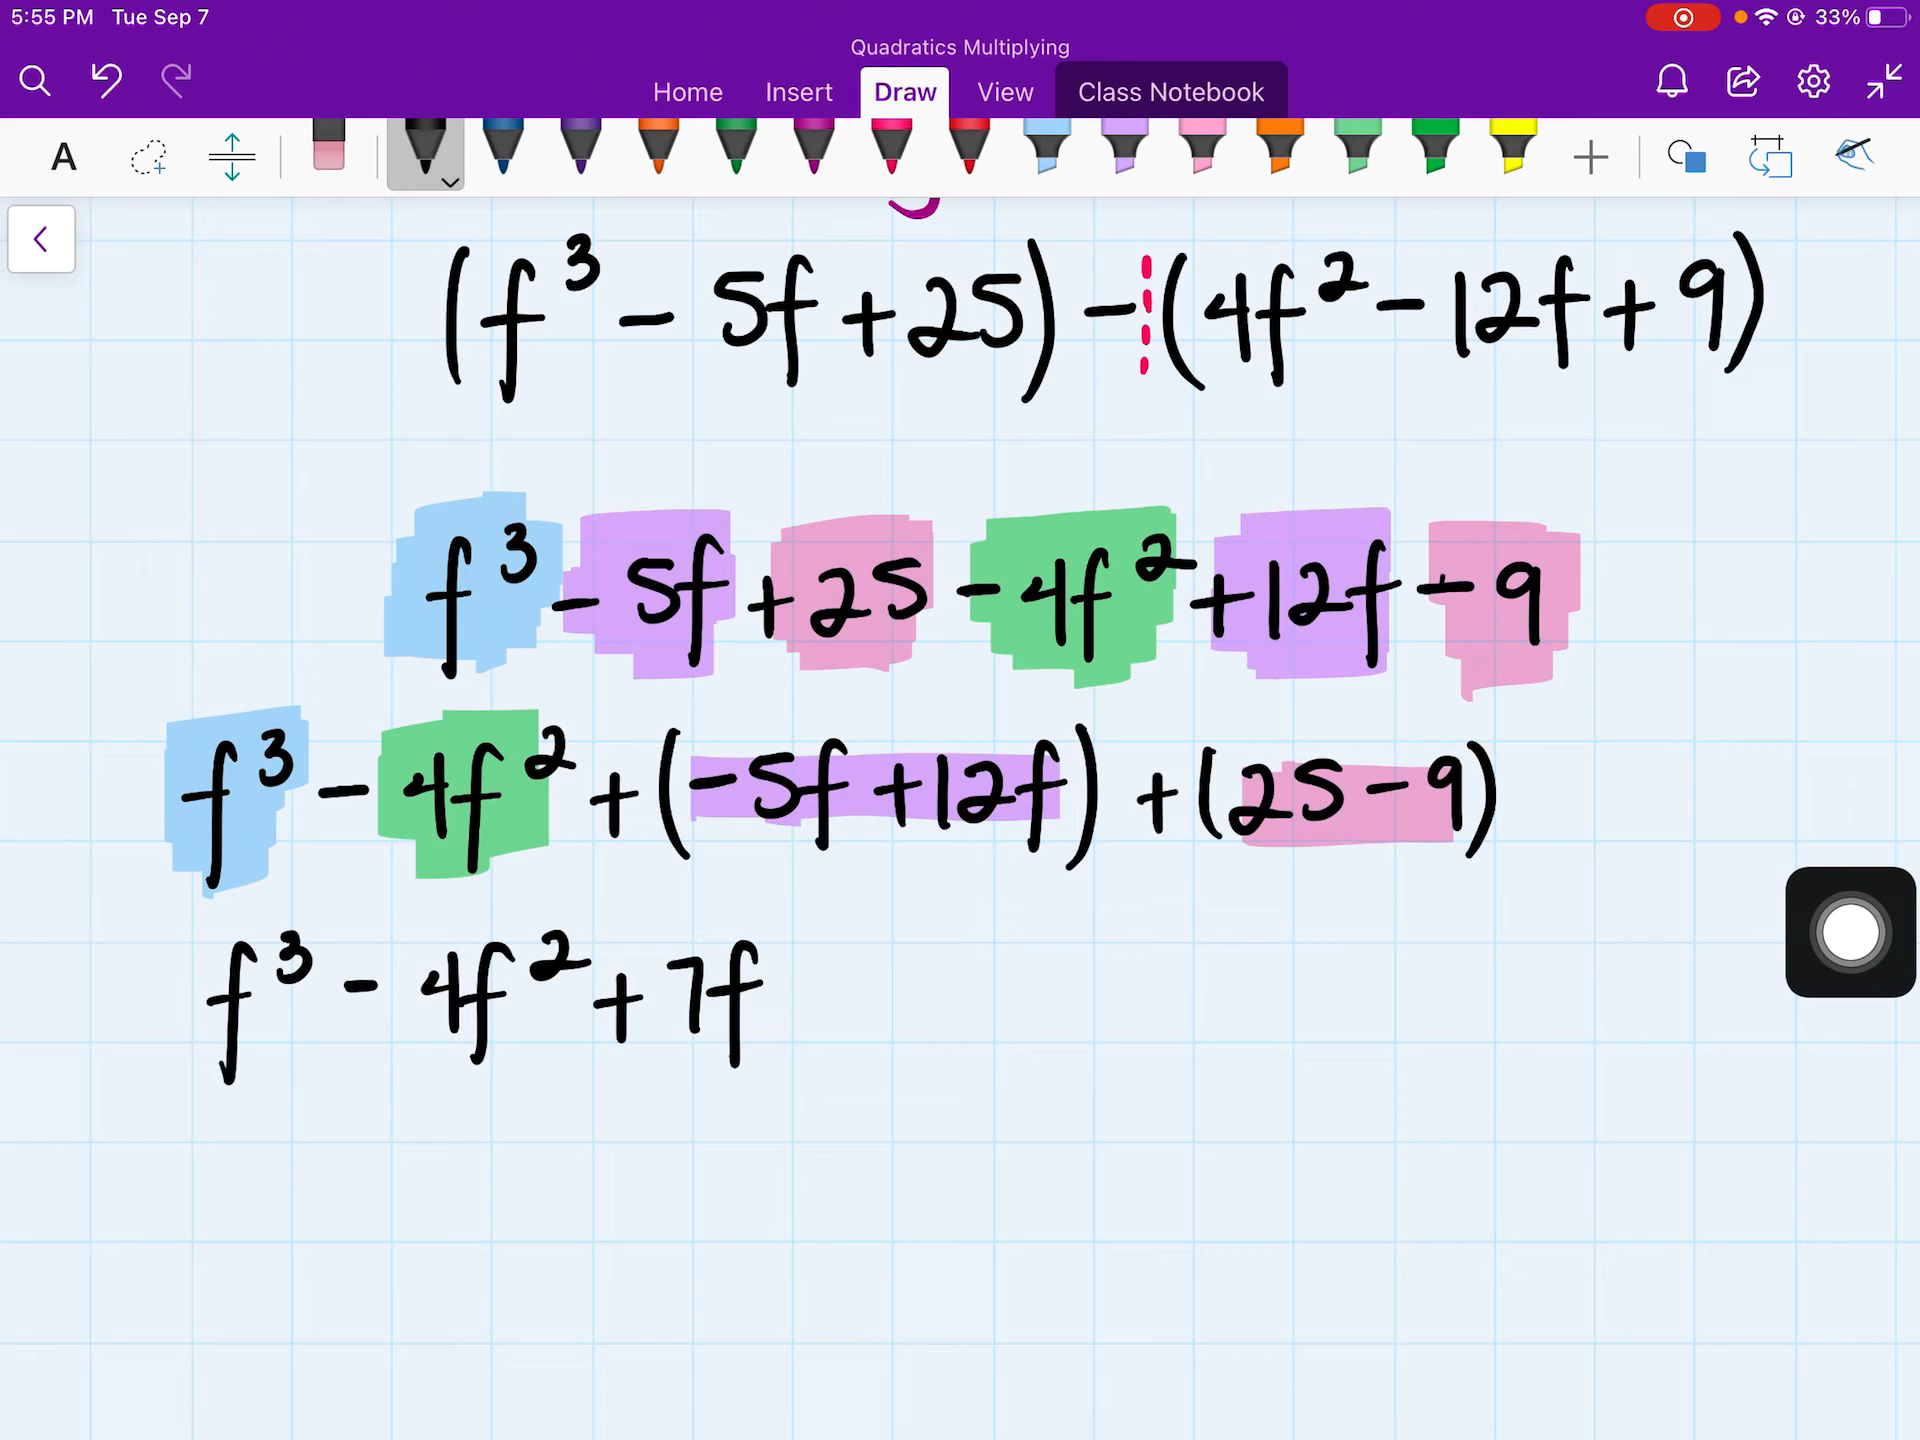 5:55 PM Tue Sep 7 33%
Quadratics Multiplying
Home Insert Draw View Class Notebook
A
(f³ - 5f + 25) - (4f² - 12f + 9)
f³ - 5f + 25 - 4f² + 12f - 9
f³ - 4f² + (-5f + 12f) + (25 - 9)
f³ - 4f² + 7f